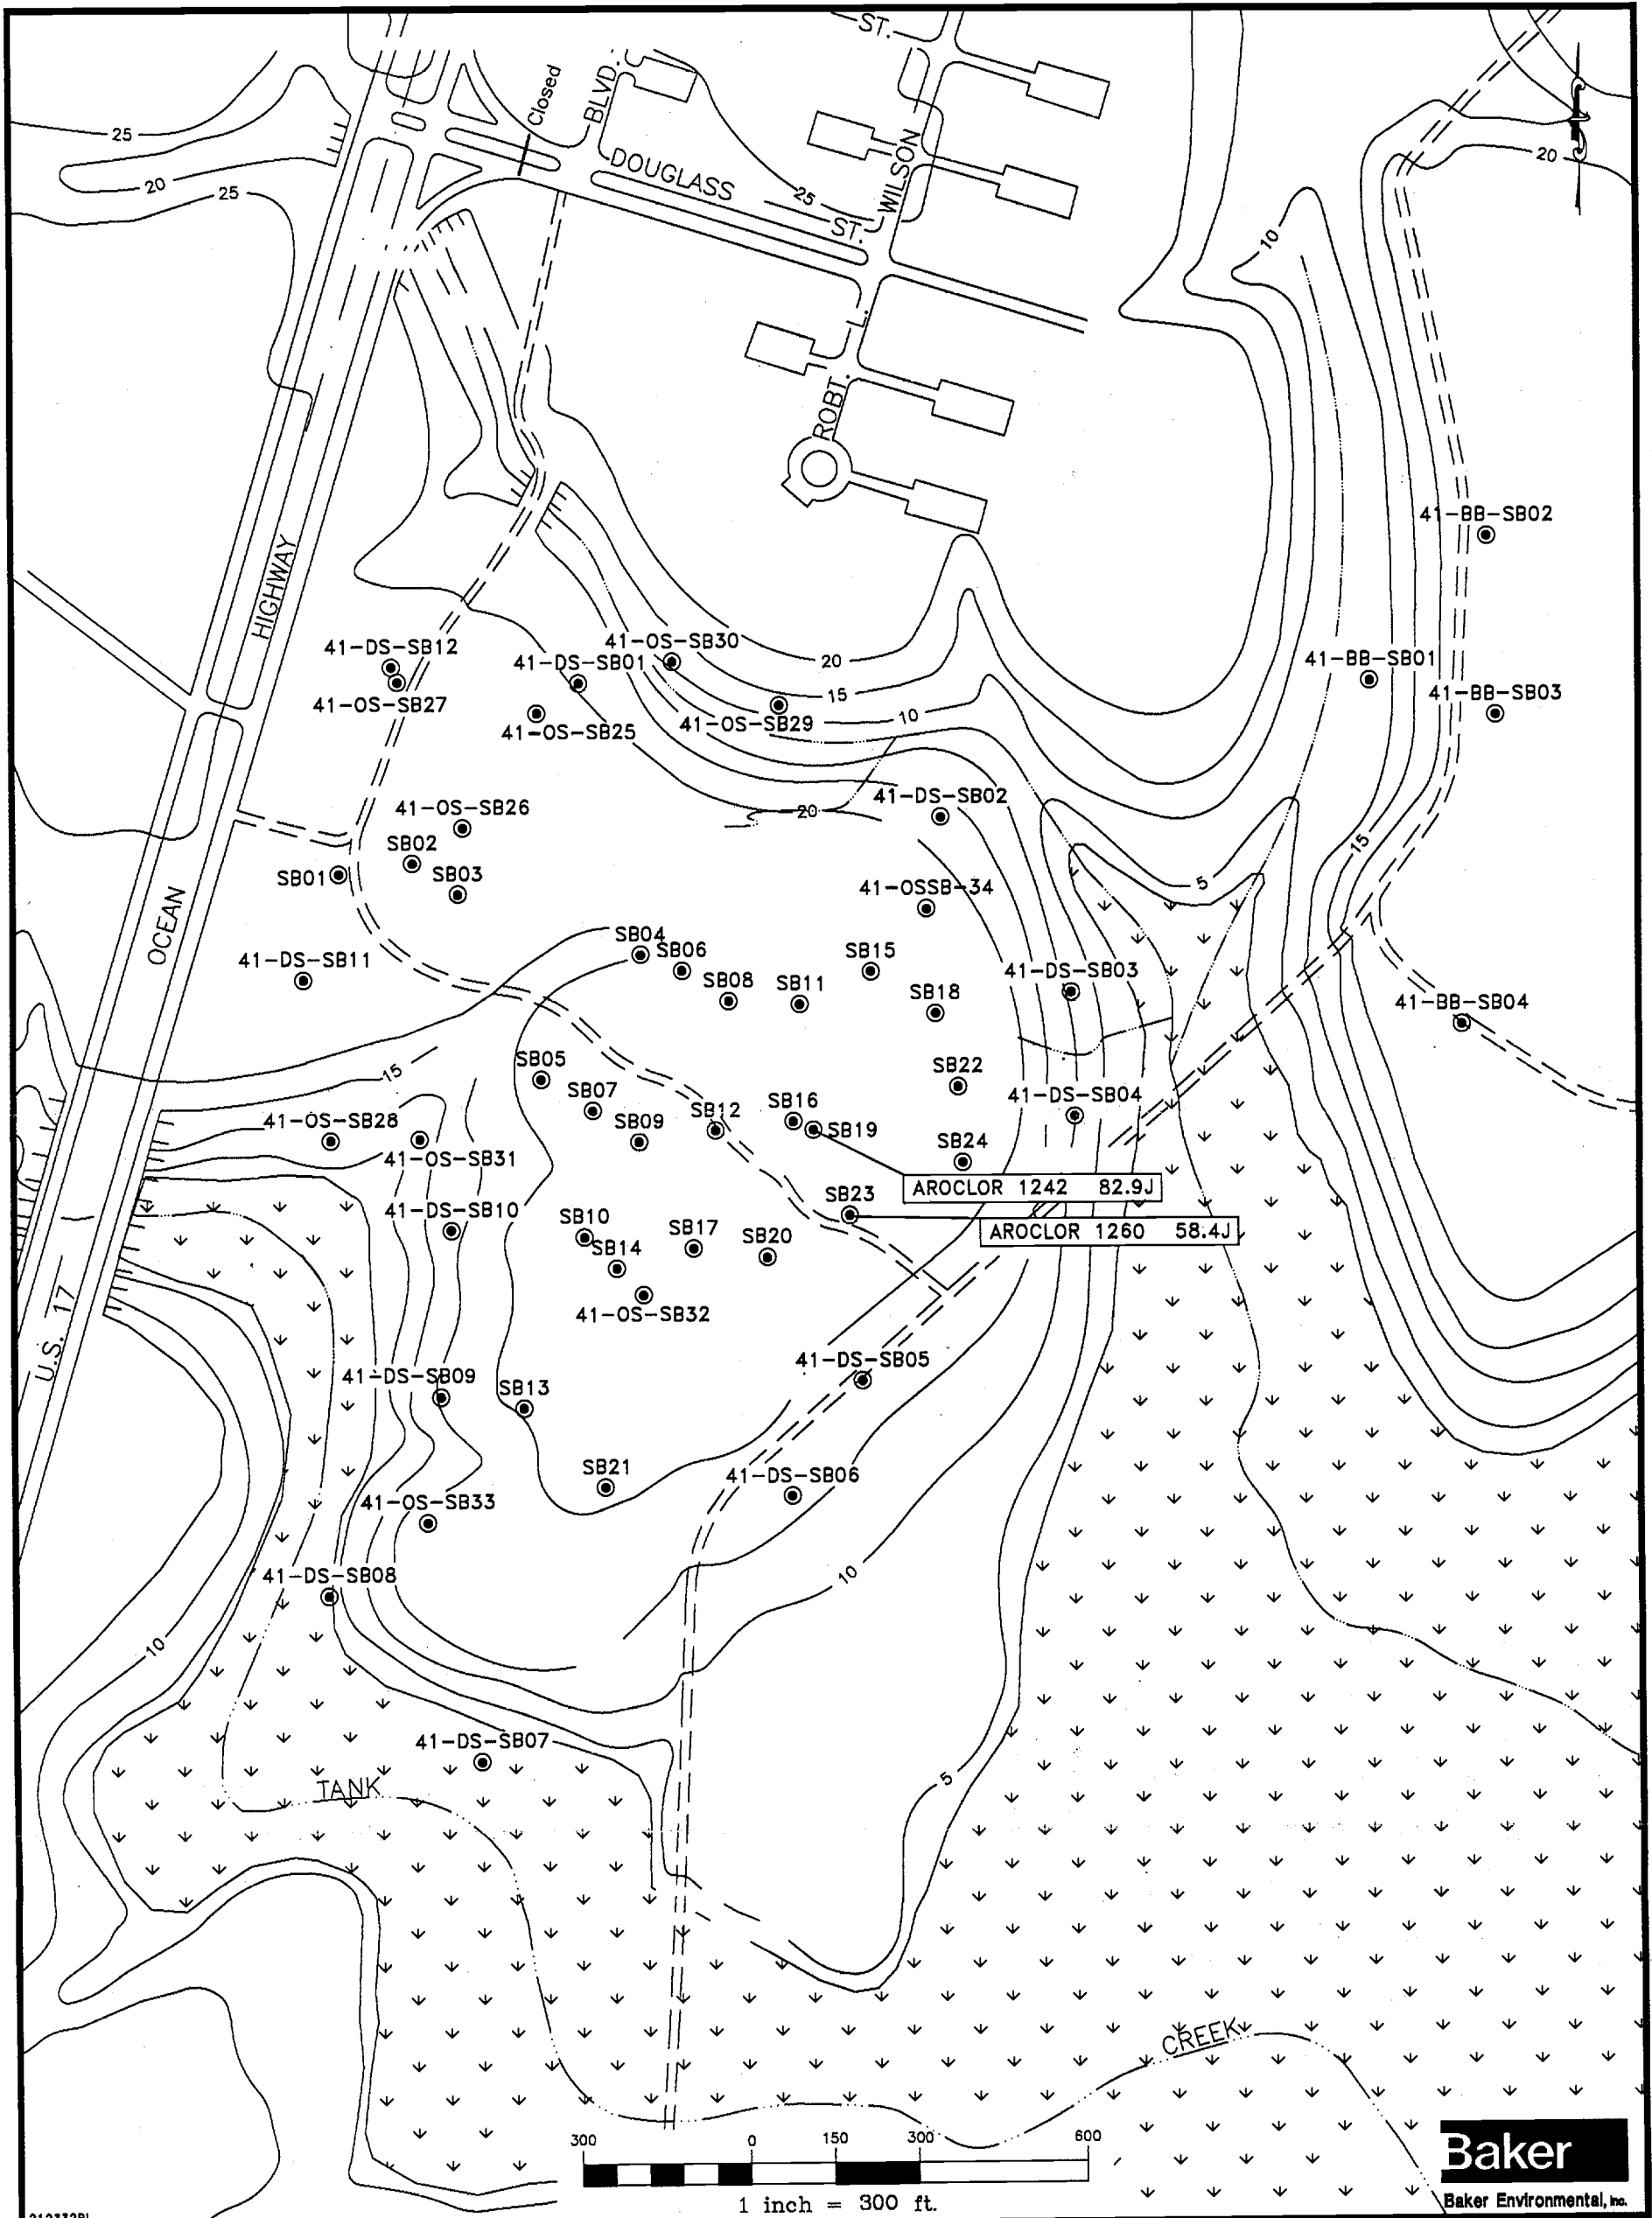 ST.
Closed
BLVD.
25
DOUGLASS
ST.
25
WILSON
20
20
25
10
L.
ROBT.
41-BB-SB02
HIGHWAY
41-DS-SB12
41-OS-SB30
41-DS-SB01
20
41-BB-SB01
41-BB-SB03
15
41-OS-SB27
41-OS-SB29
10
41-OS-SB25
41-DS-SB02
41-OS-SB26
20
SB02
15
SB01
SB03
41-OSSB-34
5
OCEAN
SB04
SB06
SB15
41-DS-SB11
41-DS-SB03
SB08
SB11
SB18
41-BB-SB04
SB05
SB22
15
SB07
41-DS-SB04
SB16
SB12
41-OS-SB28
SB09
SB19
SB24
41-OS-SB31
AROCLOR 1242 82.9J
SB23
41-DS-SB10
SB10
SB17
SB20
AROCLOR 1260 58.4J
SB14
U.S. 17
41-OS-SB32
41-DS-SB05
41-DS-SB09
SB13
SB21
41-DS-SB06
41-OS-SB33
41-DS-SB08
10
10
41-DS-SB07
5
TANK
CREEK
300 0 150 300 600
1 inch = 300 ft.
Baker
Baker Environmental, Inc.